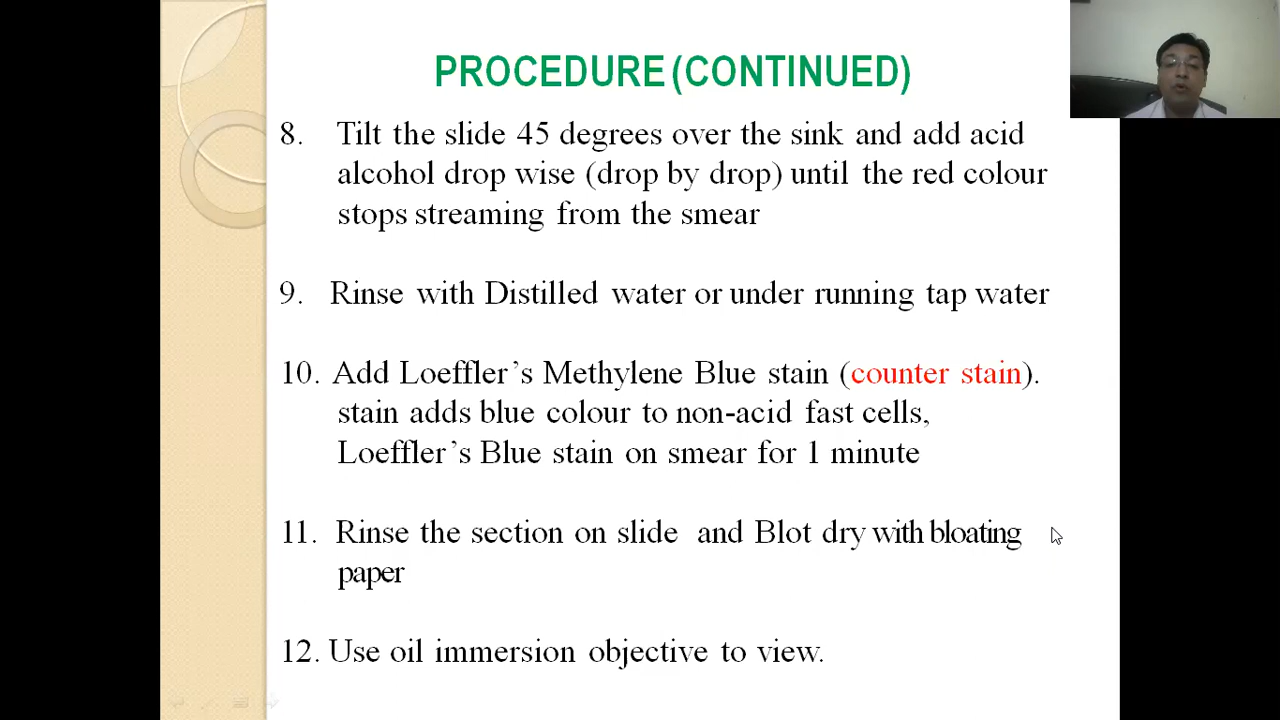 PROCEDURE (CONTINUED)
8. Tilt the slide 45 degrees over the sink and add acid
alcohol drop wise (drop by drop) until the red colour
stops streaming from the smear
9. Rinse with Distilled water or under running tap water
10. Add Loeffler’s Methylene Blue stain (counter stain).
stain adds blue colour to non-acid fast cells,
Loeffler’s Blue stain on smear for 1 minute
11. Rinse the section on slide and Blot dry with bloating
paper
12. Use oil immersion objective to view.